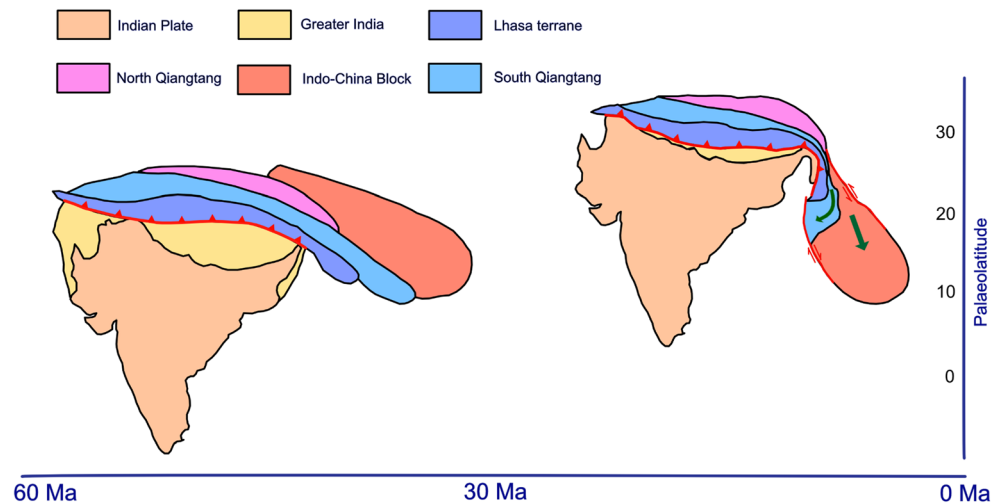 Indian Plate
Greater India
Lhasa terrane
North Qiangtang
Indo-China Block
South Qiangtang
30
20
10
0
Palaeolatitude
60 Ma
30 Ma
0 Ma